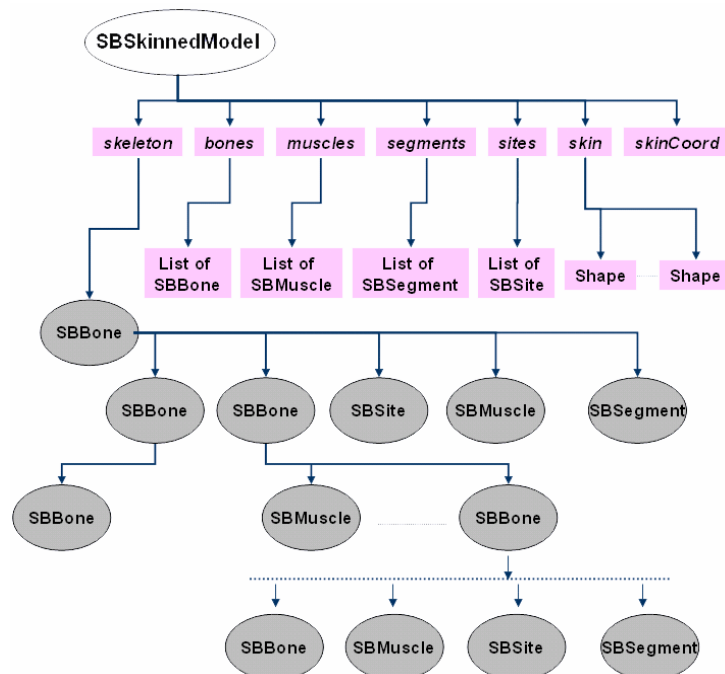 SBSkinnedModel
skeleton bones muscles segments sites skin skinCoord
List of SBBone
List of SBMuscle
List of SBSegment
List of SBSite
Shape Shape
SBBone
SBBone SBBone SBSite SBMuscle SBSegment
SBBone SBMuscle SBBone
SBBone SBMuscle SBSite SBSegment